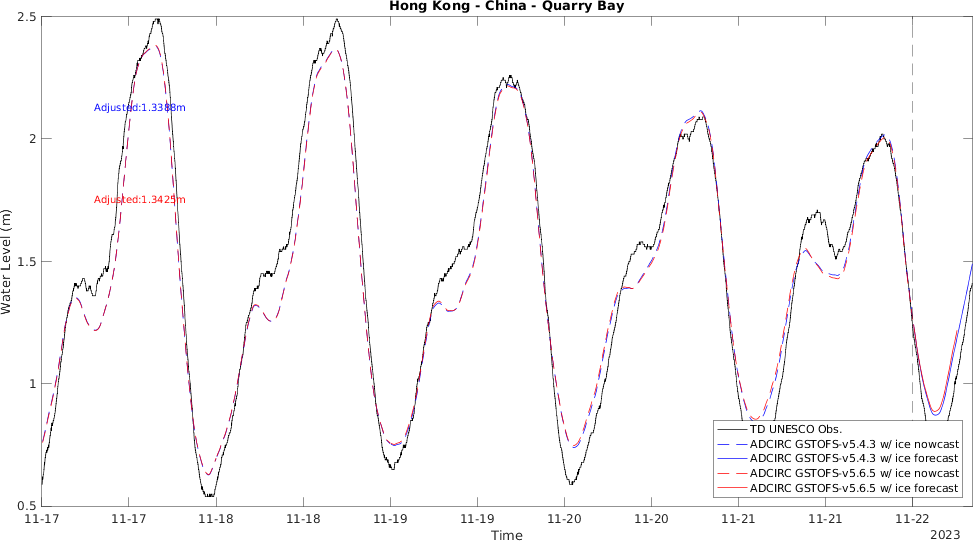 Hong Kong - China - Quarry Bay
2.5
2
1.5
1
0.5
Water Level (m)
Adjusted:1.3388m
Adjusted:1.3425m
TD UNESCO Obs.
ADCIRC GSTOFS-v5.4.3 w/ ice nowcast
ADCIRC GSTOFS-v5.4.3 w/ ice forecast
ADCIRC GSTOFS-v5.6.5 w/ ice nowcast
ADCIRC GSTOFS-v5.6.5 w/ ice forecast
11-17 11-17 11-18 11-18 11-19 11-19 11-20 11-20 11-21 11-21 11-22
Time 2023